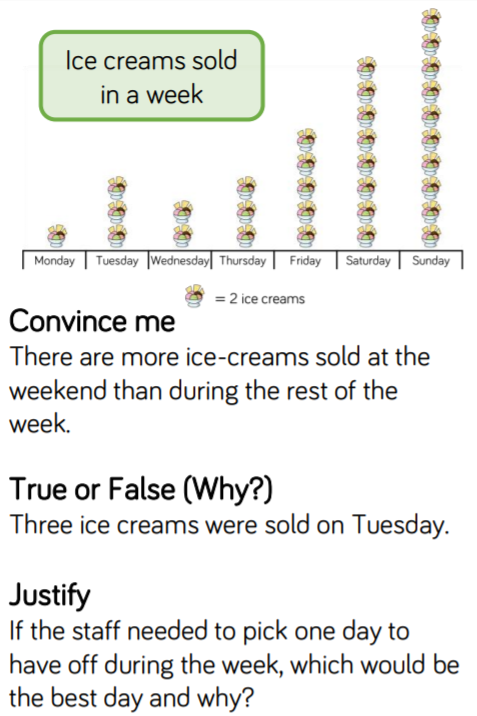 Ice creams sold
in a week
Monday Tuesday Wednesday Thursday Friday Saturday Sunday
= 2 ice creams
Convince me
There are more ice-creams sold at the
weekend than during the rest of the
week.
True or False (Why?)
Three ice creams were sold on Tuesday.
Justify
If the staff needed to pick one day to
have off during the week, which would be
the best day and why?